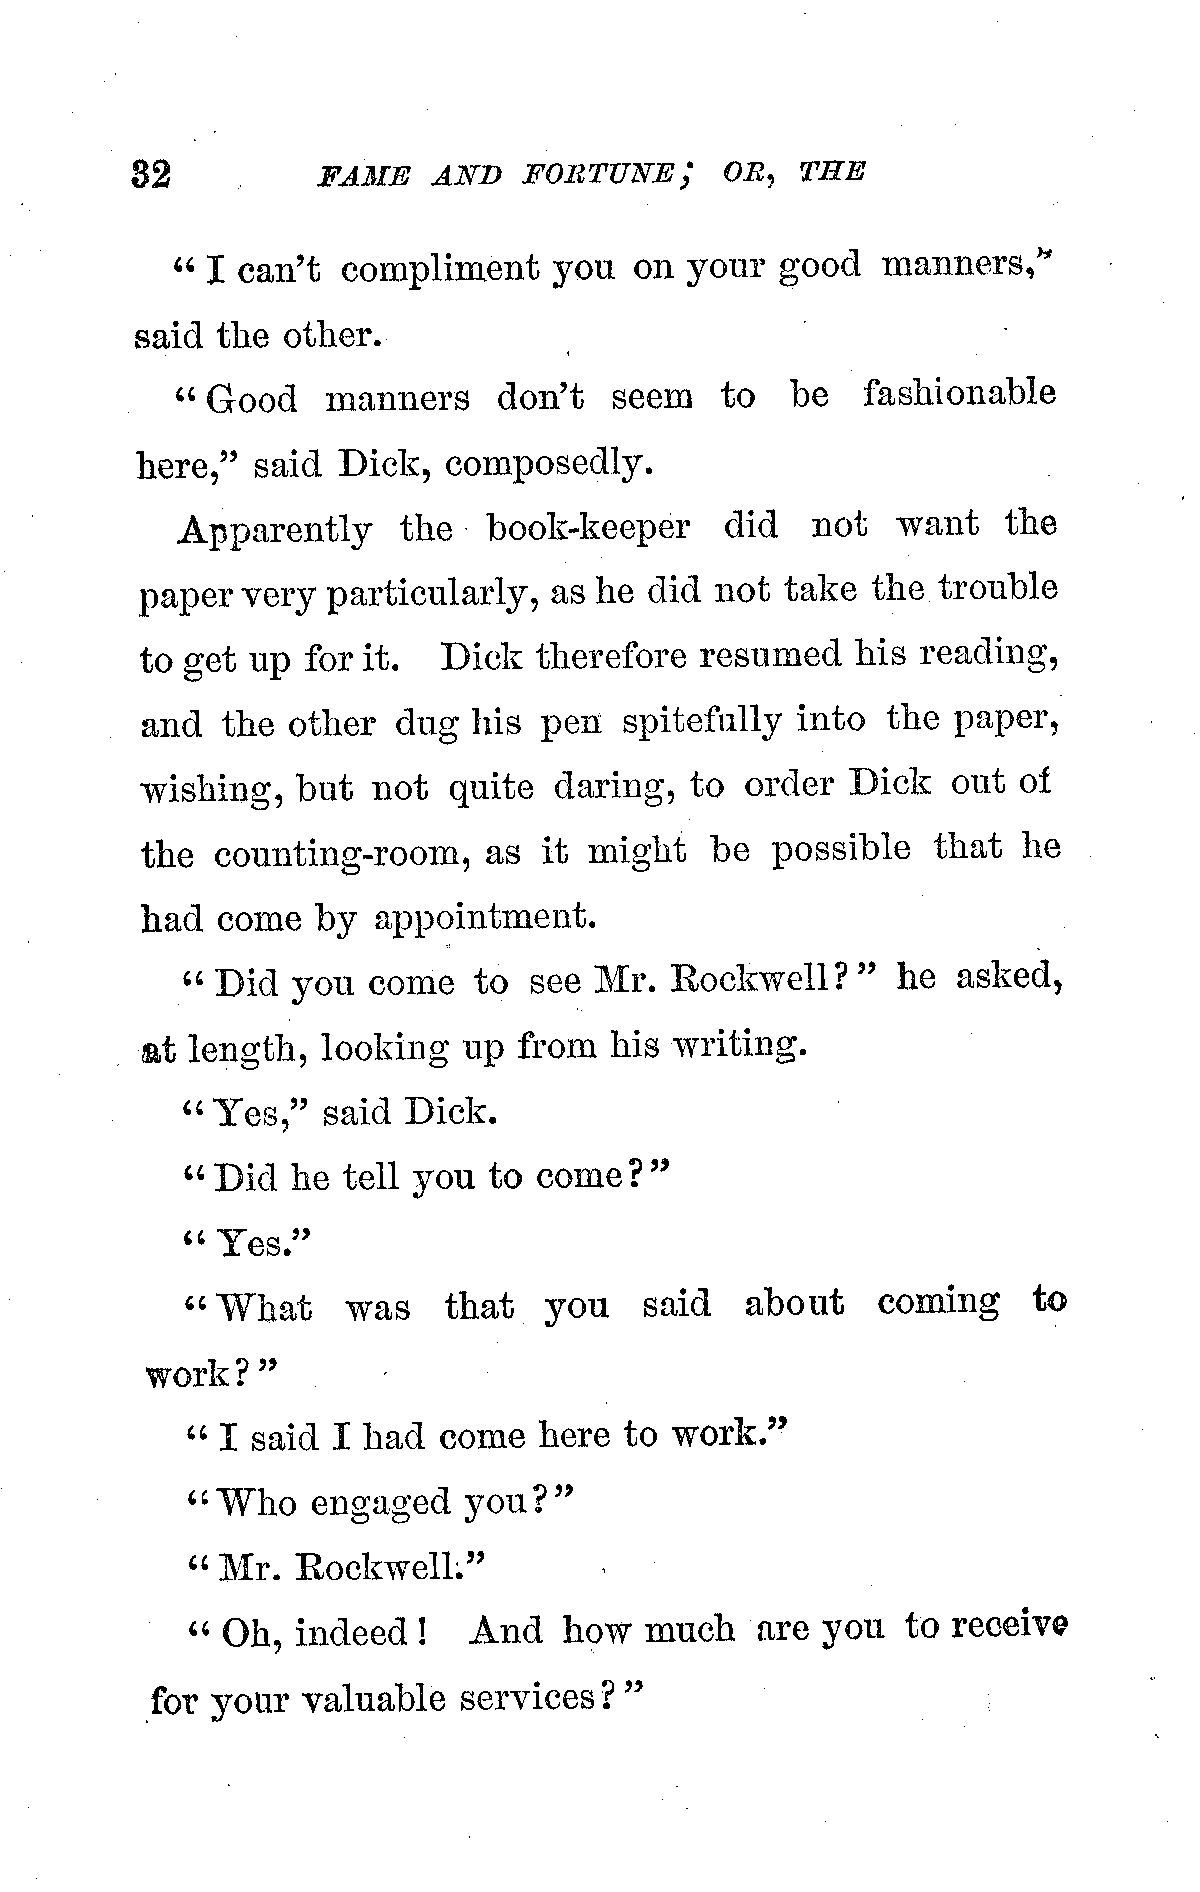 32 FAME AND FORTUNE; OR, THE
"I can't compliment you on your good manners,"
said the other.
"Good manners don't seem to be fashionable
here," said Dick, composedly.
Apparently the book-keeper did not want the
paper very particularly, as he did not take the trouble
to get up for it. Dick therefore resumed his reading,
and the other dug his pen spitefully into the paper,
wishing, but not quite daring, to order Dick out of
the counting-room, as it might be possible that he
had come by appointment.
"Did you come to see Mr. Rockwell?" he asked,
at length, looking up from his writing.
"Yes," said Dick.
"Did he tell you to come?"
"Yes."
"What was that you said about coming to
work?"
"I said I had come here to work."
"Who engaged you?"
"Mr. Rockwell."
"Oh, indeed! And how much are you to receive
for your valuable services?"